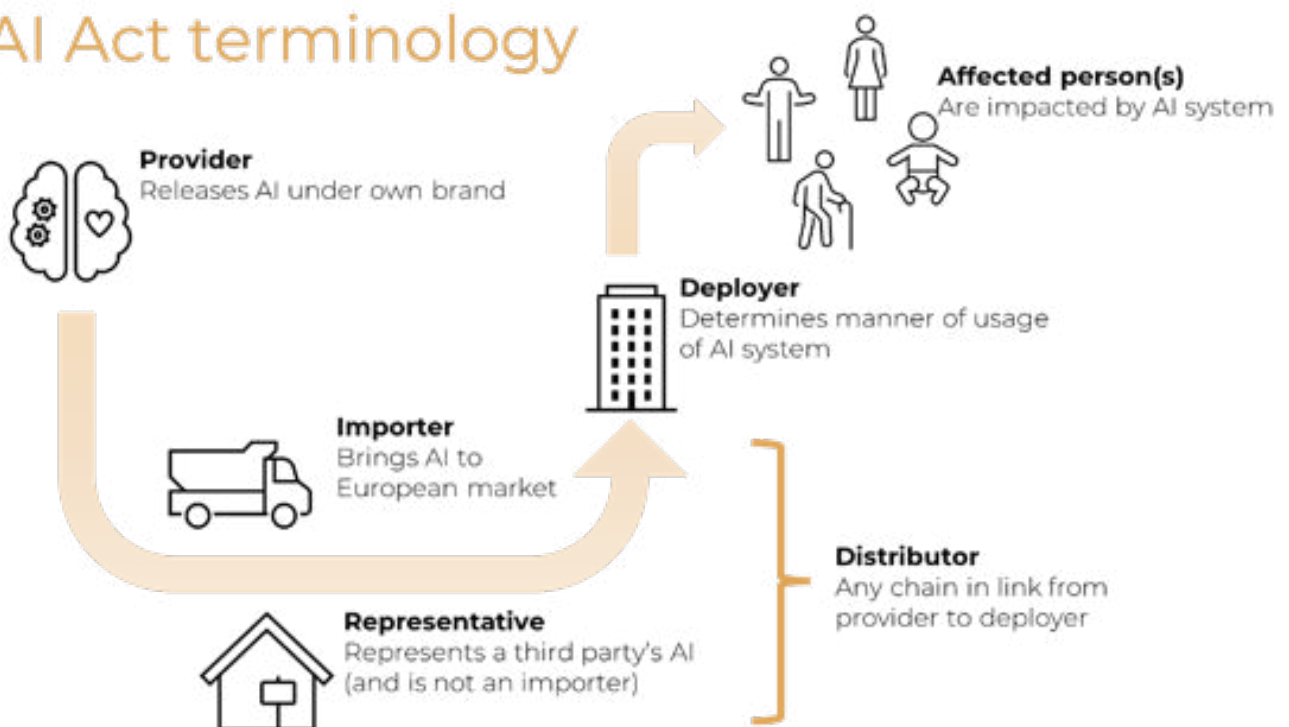 AI Act terminology
Provider
Releases AI under own brand
Importer
Brings AI to
European market
Representative
Represents a third party's AI
(and is not an importer)
Deployer
Determines manner of usage
of AI system
Affected person(s)
Are impacted by AI system
Distributor
Any chain in link from
provider to deployer